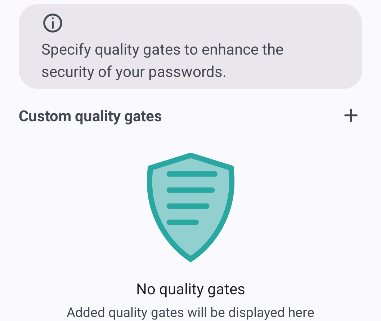 Specify quality gates to enhance the
security of your passwords.
Custom quality gates
No quality gates
Added quality gates will be displayed here